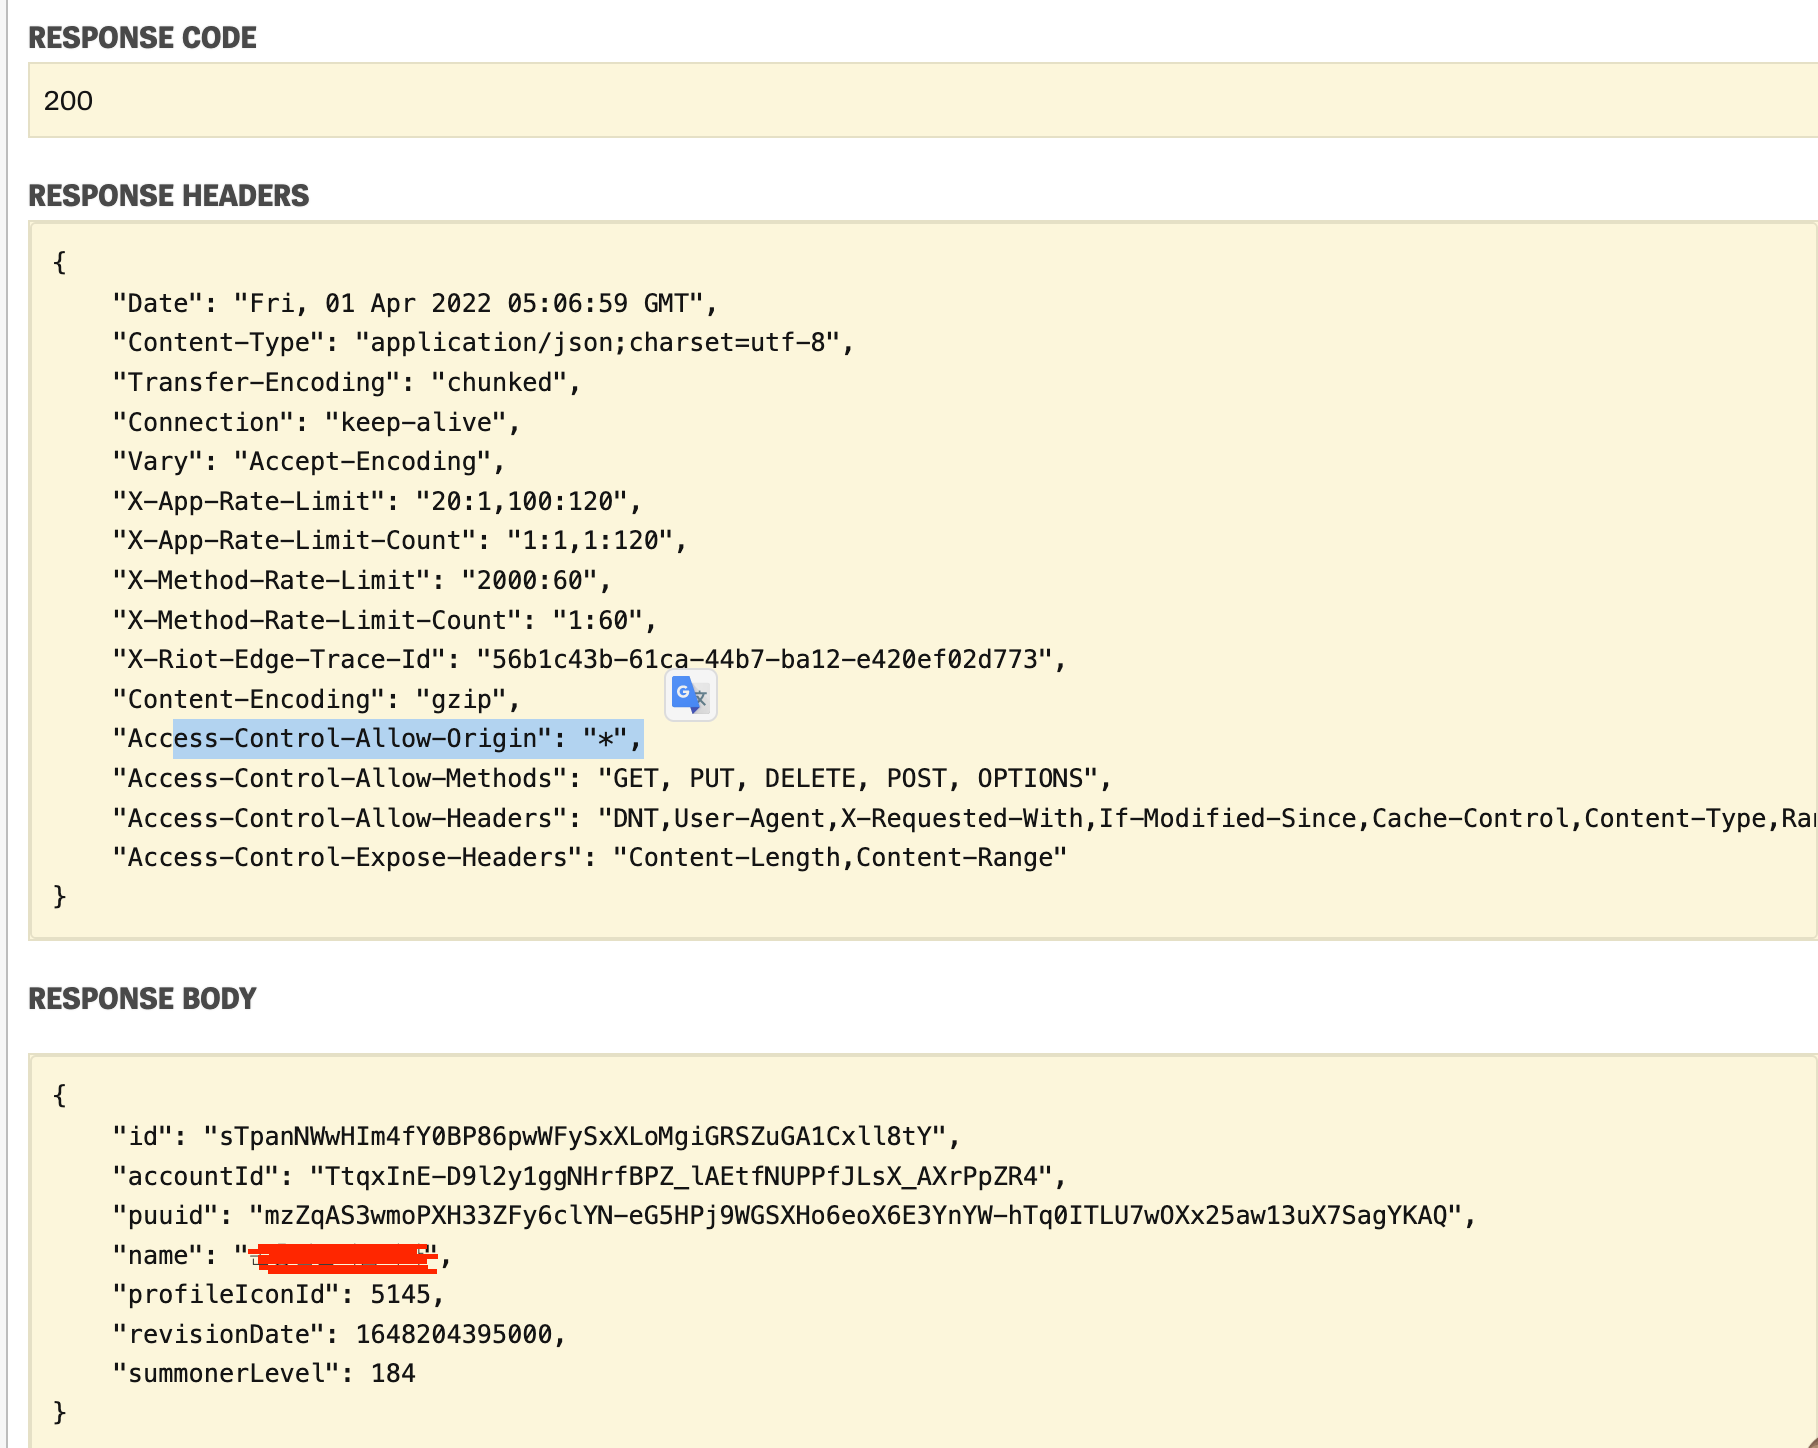 RESPONSE CODE
200
RESPONSE HEADERS
{
"Date": "Fri, 01 Apr 2022 05:06:59 GMT",
"Content-Type": "application/json;charset=utf-8",
"Transfer-Encoding": "chunked",
"Connection": "keep-alive",
"Vary": "Accept-Encoding",
"X-App-Rate-Limit": "20:1,100:120",
"X-App-Rate-Limit-Count": "1:1,1:120",
"X-Method-Rate-Limit": "2000:60",
"X-Method-Rate-Limit-Count": "1:60",
"X-Riot-Edge-Trace-Id": "56b1c43b-61ca-44b7-ba12-e420ef02d773",
"Content-Encoding": "gzip",
"Access-Control-Allow-Origin": "*",
"Access-Control-Allow-Methods": "GET, PUT, DELETE, POST, OPTIONS",
"Access-Control-Allow-Headers": "DNT,User-Agent,X-Requested-With,If-Modified-Since,Cache-Control,Content-Type,
"Access-Control-Expose-Headers": "Content-Length,Content-Range"
}
RESPONSE BODY
{
"id": "sTpanNWwHIm4fY0BP86pwWFySxXLoMgiGRSZuGA1Cxll8tY",
"accountId": "TtqxInE-D9l2y1ggNHrfBPZ_lAEtfNUPPfJLsX_AXrPpZR4",
"puuid": "mzZqAS3wmoPXH33ZFy6clYN-eG5HPj9WGSXHo6eoX6E3YnYW-hTq0ITLU7wOXx25aw13uX7SagYKAQ",
"name": "",
"profileIconId": 5145,
"revisionDate": 1648204395000,
"summonerLevel": 184
}